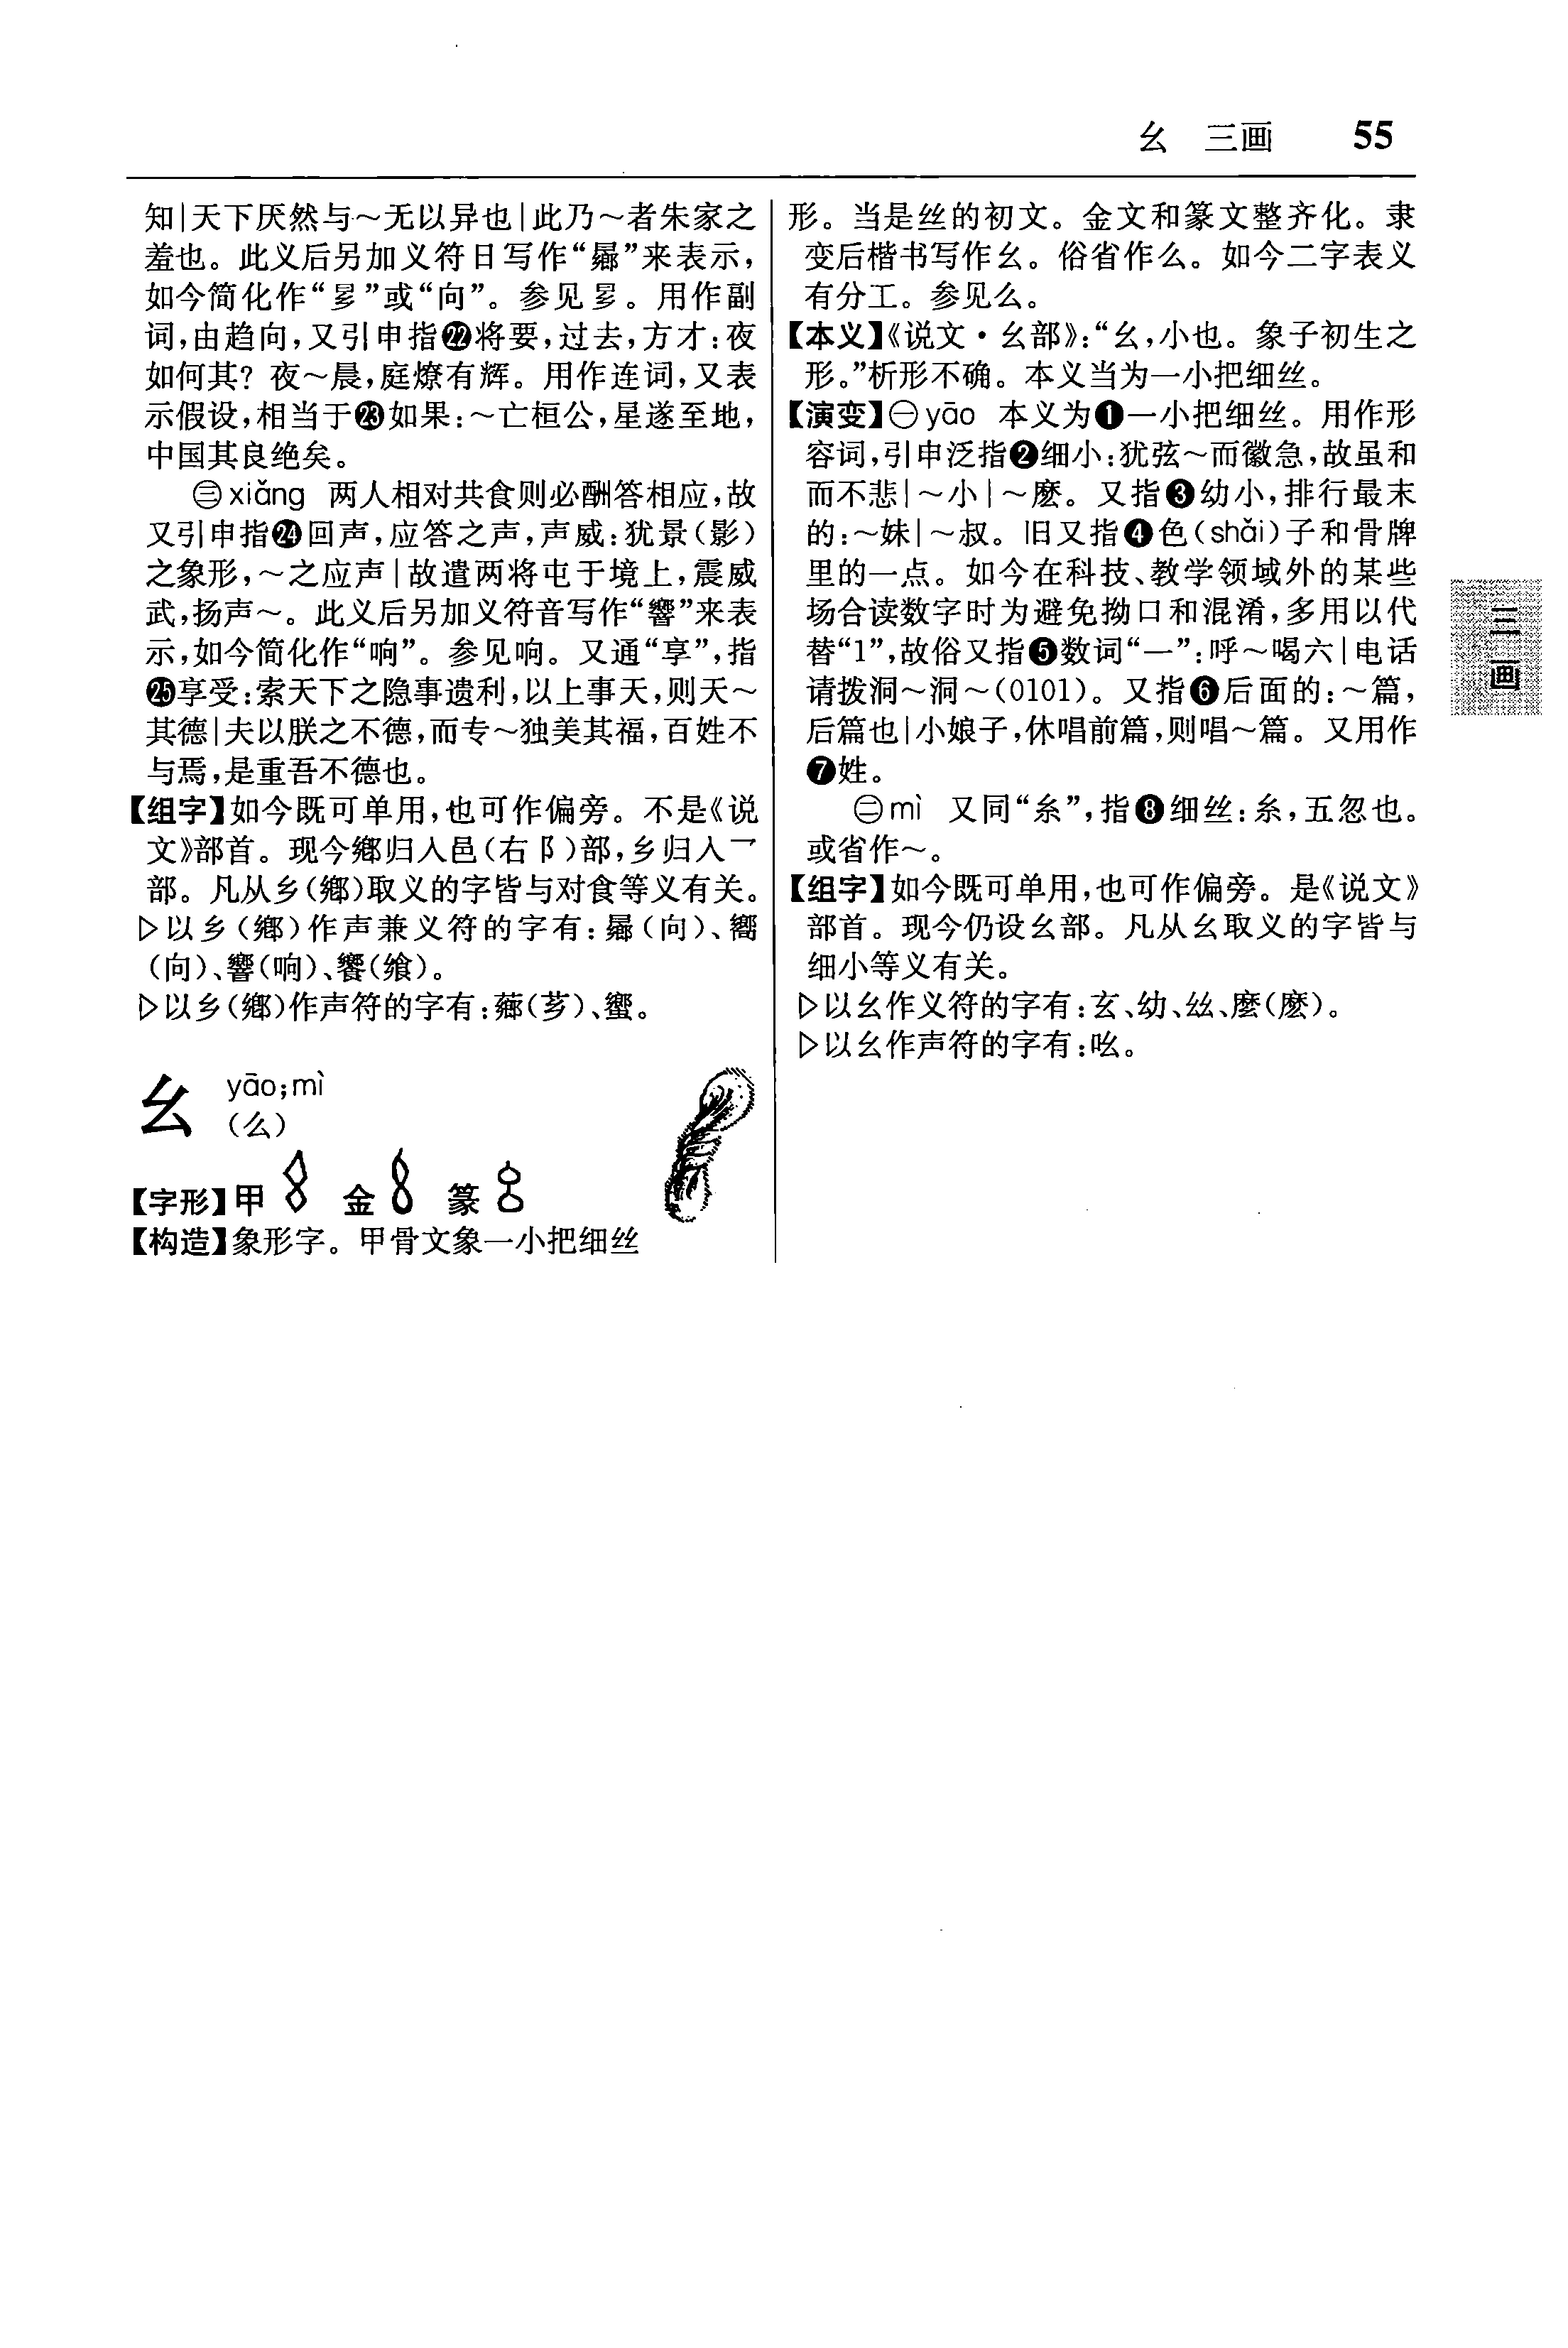 幺 三画 55
知|天下厌然与～无以异也|此乃～者朱家之
羞也。此义后另加义符日写作“曏”来表示，
如今简化作“”或“向”。参见。用作副
词，由趋向，又引申指㉒将要，过去，方才：夜
如何其？夜～晨，庭燎有辉。用作连词，又表
示假设，相当于㉓如果：～亡桓公，星遂至地，
中国其良绝矣。
㊂xiǎng 两人相对共食则必酬答相应，故
又引申指㉔回声，应答之声，声威：犹景（影）
之象形，～之应声|故遣两将屯于境上，震威
武，扬声～。此义后另加义符音写作“響”来表
示，如今简化作“响”。参见响。又通“享”，指
㉕享受：索天下之隐事遗利，以上事天，则天～
其德|夫以朕之不德，而专～独美其福，百姓不
与焉，是重吾不德也。
【组字】如今既可单用，也可作偏旁。不是《说
文》部首。现今鄉归入邑（右阝）部，乡归入乛
部。凡从乡（鄉）取义的字皆与对食等义有关。
▷以乡（鄉）作声兼义符的字有：曏（向）、嚮
（向）、響（响）、饗（飨）。
▷以乡（鄉）作声符的字有：薌（芗）、蠁。
幺 yāo；mì
（么）
【字形】甲 金 篆
【构造】象形字。甲骨文象一小把细丝
形。当是丝的初文。金文和篆文整齐化。隶
变后楷书写作幺。俗省作么。如今二字表义
有分工。参见么。
【本义】《说文·幺部》：“幺，小也。象子初生之
形。”析形不确。本义当为一小把细丝。
【演变】㊀yāo 本义为❶一小把细丝。用作形
容词，引申泛指❷细小：犹弦～而徽急，故虽和
而不悲|～小|～麽。又指❸幼小，排行最末
的：～妹|～叔。旧又指❹色（shǎi）子和骨牌
里的一点。如今在科技、教学领域外的某些
场合读数字时为避免拗口和混淆，多用以代
替“1”，故俗又指❺数词“一”：呼～喝六|电话
请拨洞～洞～（0101）。又指❻后面的：～篇，
后篇也|小娘子，休唱前篇，则唱～篇。又用作
❼姓。
㊁mì 又同“糸”，指❽细丝：糸，五忽也。
或省作～。
【组字】如今既可单用，也可作偏旁。是《说文》
部首。现今仍设幺部。凡从幺取义的字皆与
细小等义有关。
▷以幺作义符的字有：玄、幼、𢆶、麼（麽）。
▷以幺作声符的字有：吆。
三画